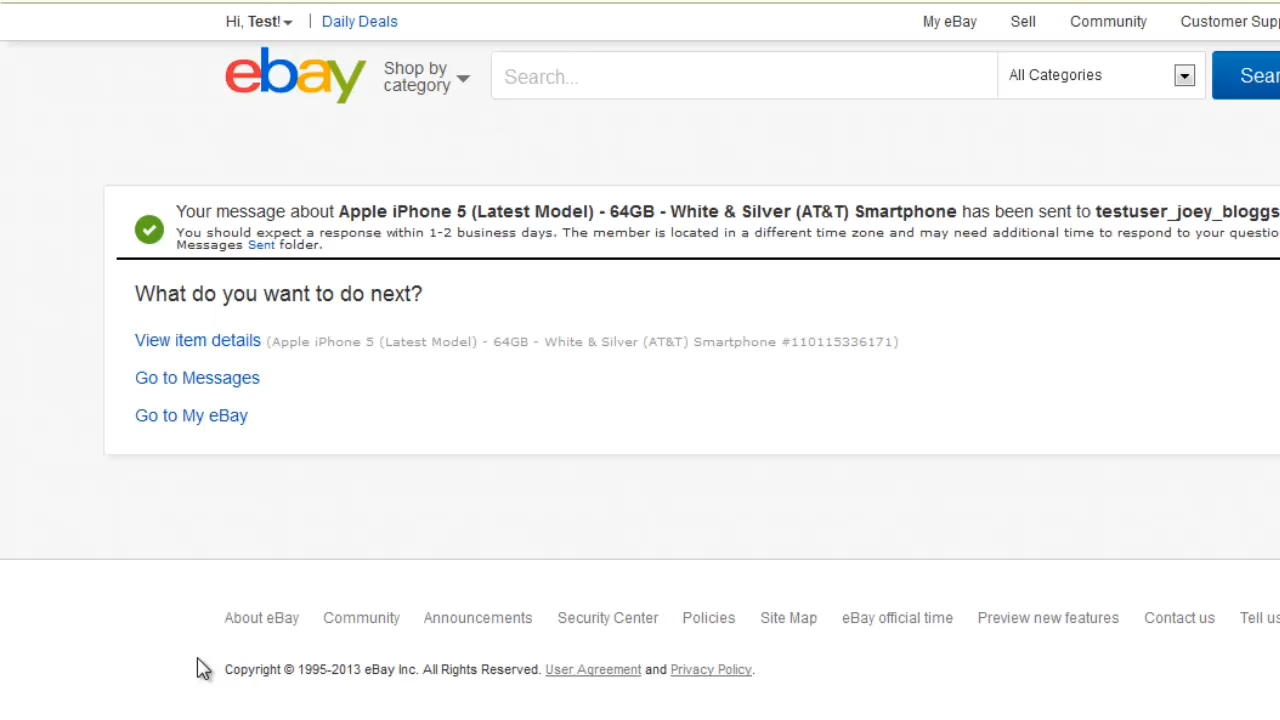 Hi, Test! | Daily Deals My eBay Sell Community Customer
ebay Shop by category Search... All Categories
Your message about Apple iPhone 5 (Latest Model) - 64GB - White & Silver (AT&T) Smartphone has been sent to testuser_joey_bloggs
You should expect a response within 1-2 business days. The member is located in a different time zone and may need additional time to respond to your
Messages Sent folder.
What do you want to do next?
View item details (Apple iPhone 5 (Latest Model) - 64GB - White & Silver (AT&T) Smartphone #110115336171)
Go to Messages
Go to My eBay
About eBay Community Announcements Security Center Policies Site Map eBay official time Preview new features Contact us Tell
Copyright © 1995-2013 eBay Inc. All Rights Reserved. User Agreement and Privacy Policy.